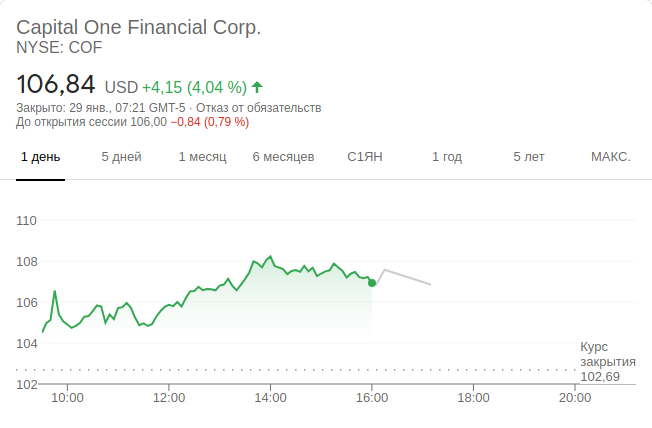 Capital One Financial Corp.
NYSE: COF
106,84 USD +4,15 (4,04 %)
Закрыто: 29 янв., 07:21 GMT-5 · Отказ от обязательств
До открытия сессии 106,00 −0,84 (0,79 %)
1 день 5 дней 1 месяц 6 месяцев С1ЯН 1 год 5 лет МАКС.
110
108
106
104
Курс
закрытия
102,69
102
10:00 12:00 14:00 16:00 18:00 20:00